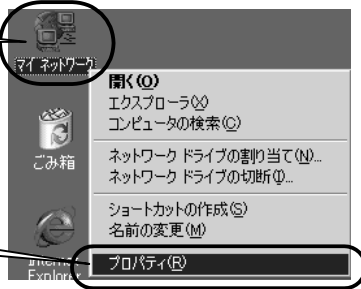 マイ ネットワーク
開く(O)
エクスプローラ(X)
コンピュータの検索(C)
ごみ箱
ネットワーク ドライブの割り当て(N)...
ネットワーク ドライブの切断(I)...
ショートカットの作成(S)
名前の変更(M)
プロパティ(R)
Internet
Explore